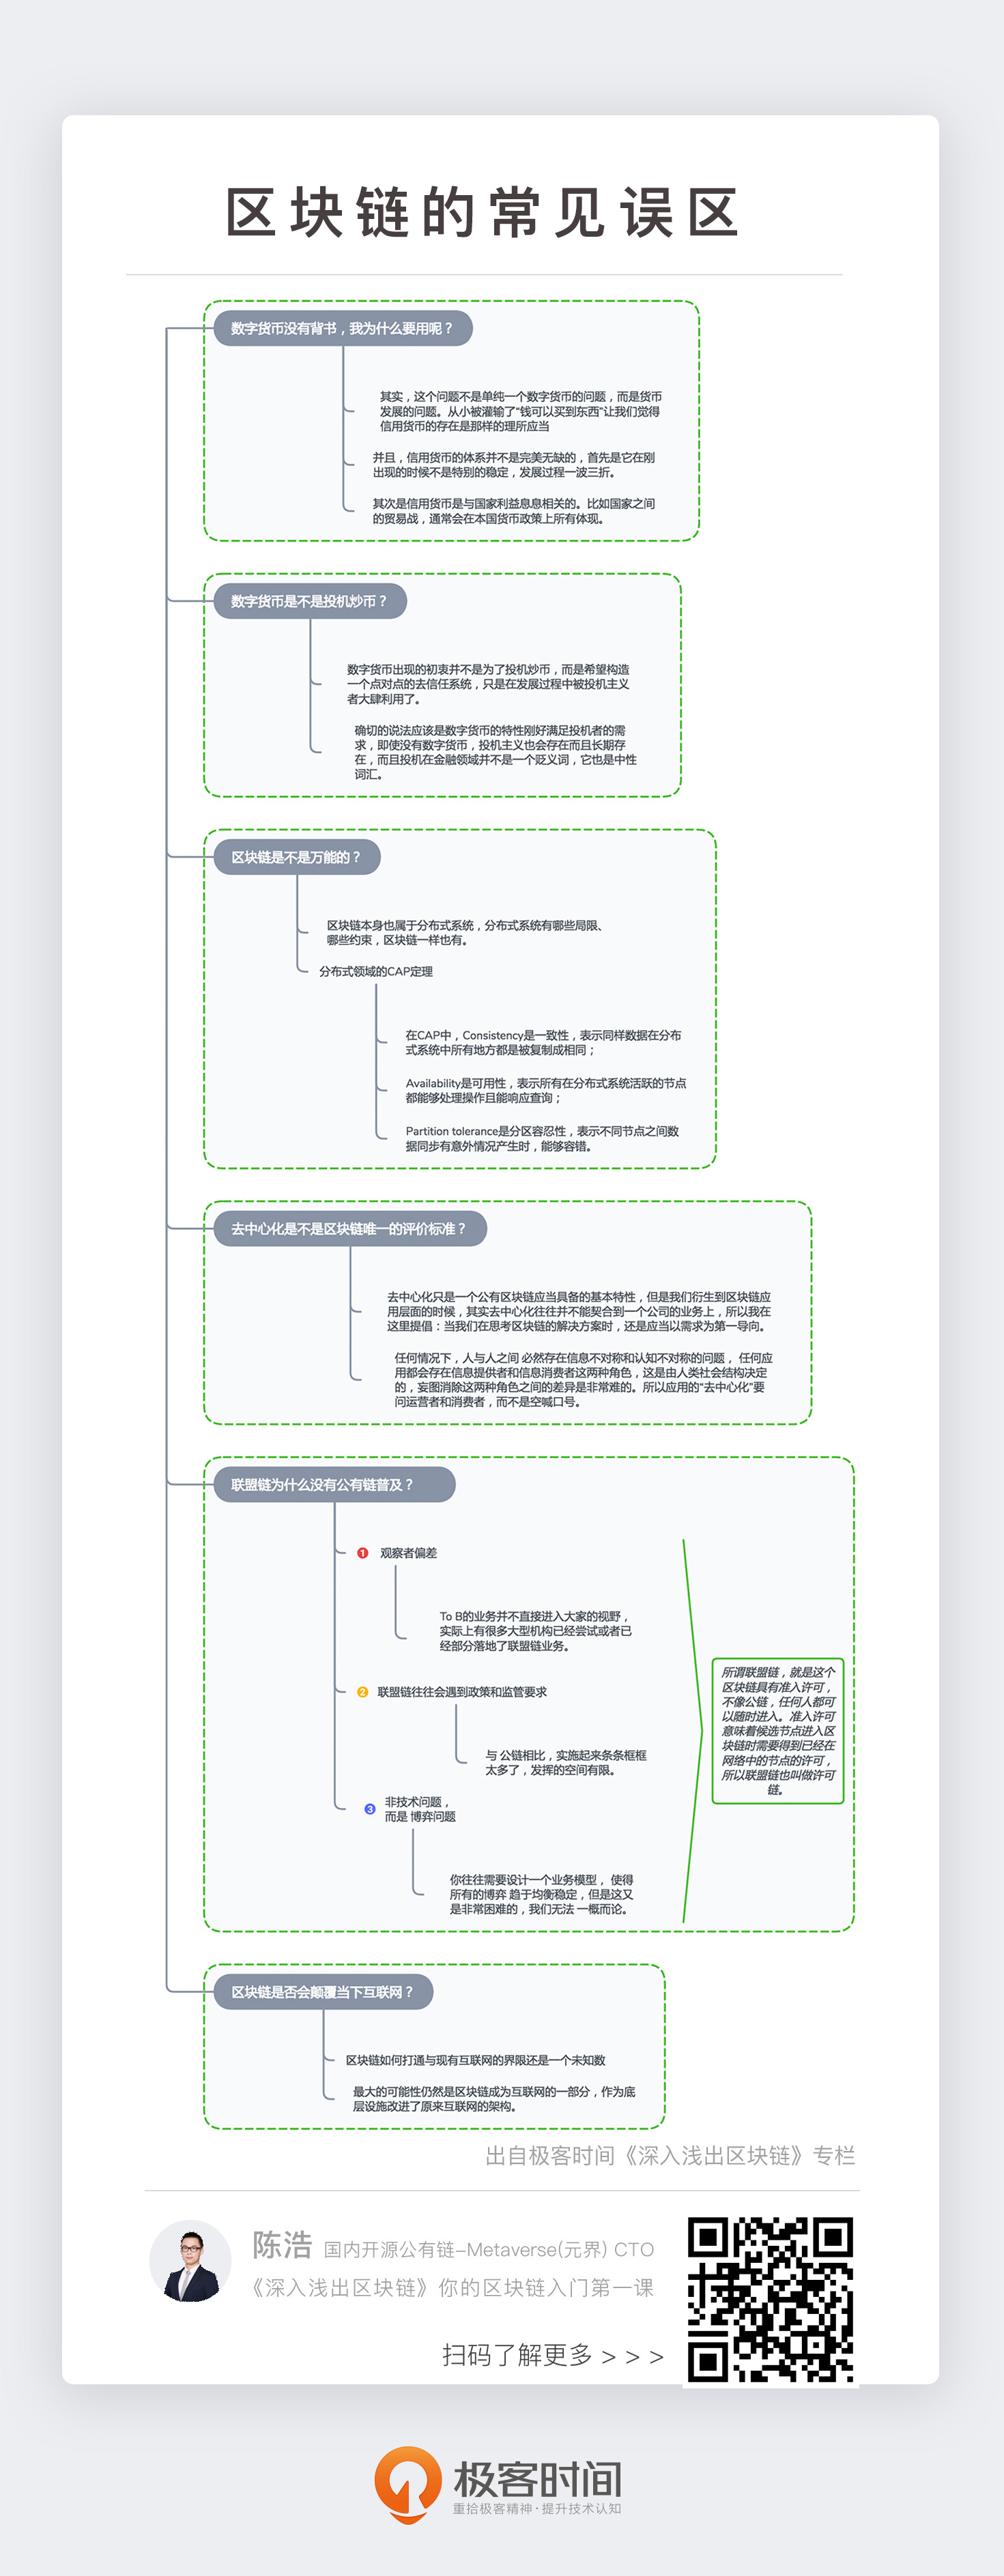 区块链的常见误区
数字货币没有背书，我为什么要用呢？
其实，这个问题不是单纯一个数字货币的问题，而是货币
发展的问题。从小被灌输了“钱可以买到东西”让我们觉得
信用货币的存在是那样的理所应当
并且，信用货币的体系并不是完美无缺的，首先是它在刚
出现的时候不是特别的稳定，发展过程一波三折。
其次是信用货币是与国家利益息息相关的。比如国家之间
的贸易战，通常会在本国货币政策上所有体现。
数字货币是不是投机炒币？
数字货币出现的初衷并不是为了投机炒币，而是希望构造
一个点对点的去信任系统，只是在发展过程中被投机主义
者大肆利用了。
确切的说法应该是数字货币的特性刚好满足投机者的需
求，即使没有数字货币，投机主义也会存在而且长期存
在，而且投机在金融领域并不是一个贬义词，它也是中性
词汇。
区块链是不是万能的？
区块链本身也属于分布式系统，分布式系统有哪些局限、
哪些约束，区块链一样也有。
分布式领域的CAP定理
在CAP中，Consistency是一致性，表示同样数据在分布
式系统中所有地方都是被复制成相同；
Availability是可用性，表示所有在分布式系统活跃的节点
都能够处理操作且能响应查询；
Partition tolerance是分区容忍性，表示不同节点之间数
据同步有意外情况产生时，能够容错。
去中心化是不是区块链唯一的评价标准？
去中心化只是一个公有区块链应当具备的基本特性，但是我们衍生到区块链应
用层面的时候，其实去中心化往往并不能契合到一个公司的业务上，所以我在
这里提倡：当我们在思考区块链的解决方案时，还是应当以需求为第一导向。
任何情况下，人与人之间 必然存在信息不对称和认知不对称的问题， 任何应
用都会存在信息提供者和信息消费者这两种角色，这是由人类社会结构决定
的，妄图消除这两种角色之间的差异是非常难的。所以应用的“去中心化”要
问运营者和消费者，而不是空喊口号。
联盟链为什么没有公有链普及？
1 观察者偏差
To B的业务并不直接进入大家的视野，
实际上有很多大型机构已经尝试或者已
经部分落地了联盟链业务。
2 联盟链往往会遇到政策和监管要求
与 公链相比，实施起来条条框框
太多了，发挥的空间有限。
3 非技术问题，
而是 博弈问题
你往往需要设计一个业务模型， 使得
所有的博弈 趋于均衡稳定，但是这又
是非常困难的，我们无法 一概而论。
所谓联盟链，就是这个
区块链具有准入许可，
不像公链，任何人都可
以随时进入。准入许可
意味着候选节点进入区
块链时需要得到已经在
网络中的节点的许可，
所以联盟链也叫做许可
链。
区块链是否会颠覆当下互联网？
区块链如何打通与现有互联网的界限还是一个未知数
最大的可能性仍然是区块链成为互联网的一部分，作为底
层设施改进了原来互联网的架构。
出自极客时间《深入浅出区块链》专栏
陈浩 国内开源公有链-Metaverse(元界) CTO
《深入浅出区块链》你的区块链入门第一课
扫码了解更多 > > >
极客时间
重拾极客精神·提升技术认知